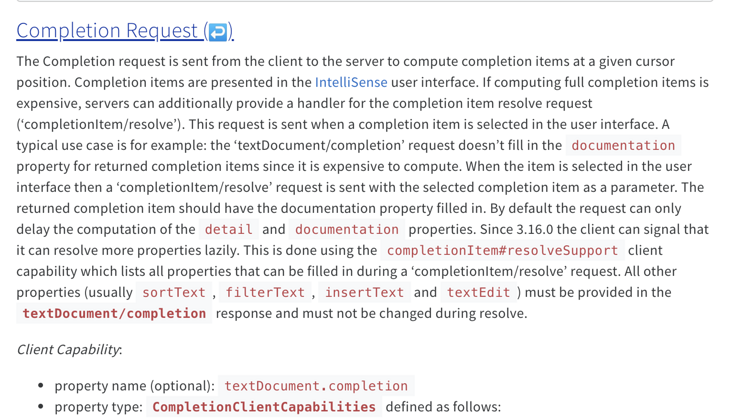 Completion Request (↩)
The Completion request is sent from the client to the server to compute completion items at a given cursor
position. Completion items are presented in the IntelliSense user interface. If computing full completion items is
expensive, servers can additionally provide a handler for the completion item resolve request
(‘completionItem/resolve’). This request is sent when a completion item is selected in the user interface. A
typical use case is for example: the ‘textDocument/completion’ request doesn’t fill in the documentation
property for returned completion items since it is expensive to compute. When the item is selected in the user
interface then a ‘completionItem/resolve’ request is sent with the selected completion item as a parameter. The
returned completion item should have the documentation property filled in. By default the request can only
delay the computation of the detail and documentation properties. Since 3.16.0 the client can signal that
it can resolve more properties lazily. This is done using the completionItem#resolveSupport client
capability which lists all properties that can be filled in during a ‘completionItem/resolve’ request. All other
properties (usually sortText, filterText, insertText and textEdit) must be provided in the
textDocument/completion response and must not be changed during resolve.
Client Capability:
• property name (optional): textDocument.completion
• property type: CompletionClientCapabilities defined as follows: